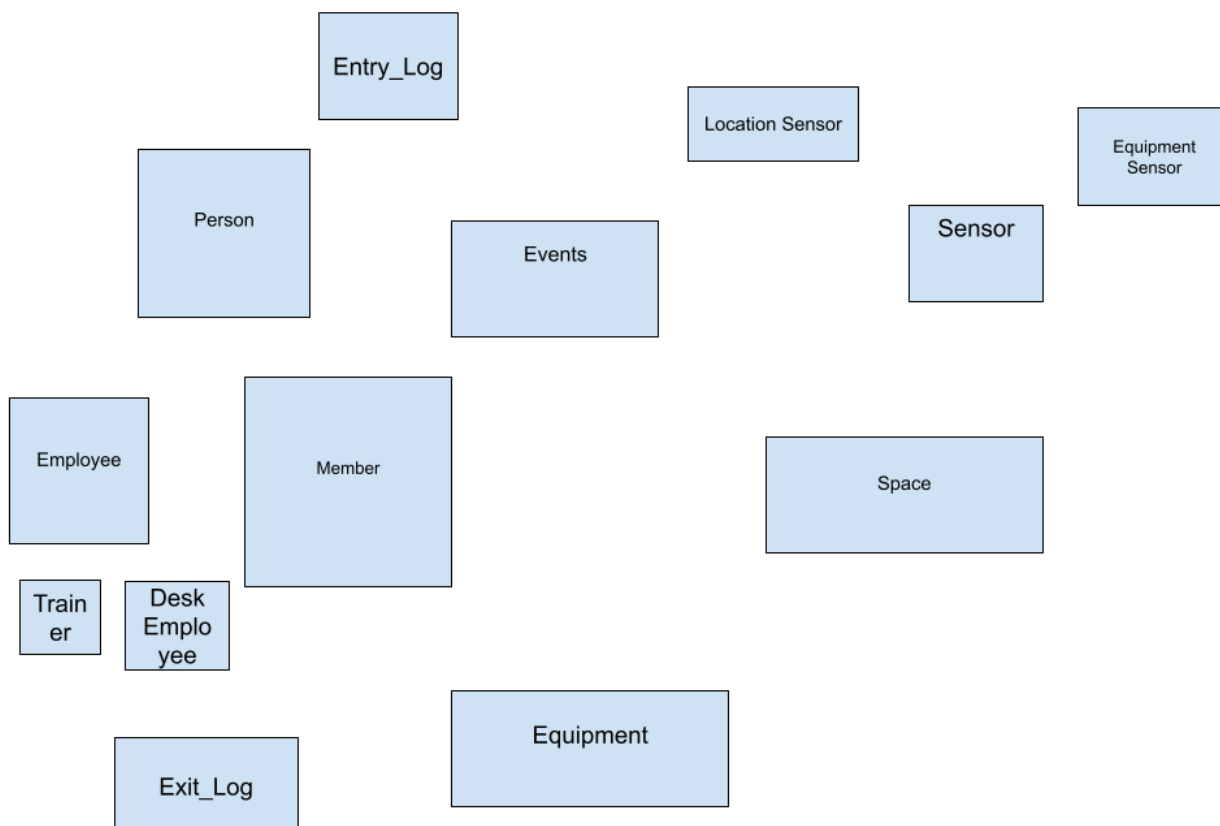 Entry_Log
Location Sensor
Equipment
Sensor
Person
Sensor
Events
Employee
Member
Space
Train
er
Desk
Emplo
yee
Equipment
Exit_Log